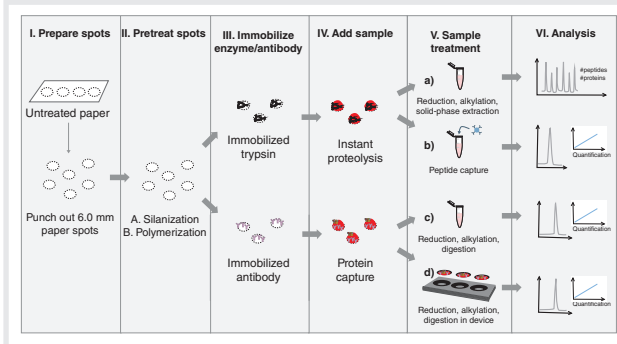 I. Prepare spots
Untreated paper
Punch out 6.0 mm
paper spots
II. Pretreat spots
A. Silanization
B. Polymerization
III. Immobilize
enzyme/antibody
Immobilized
trypsin
Immobilized
antibody
IV. Add sample
Instant
proteolysis
Protein
capture
V. Sample
treatment
a)
Reduction, alkylation,
solid-phase extraction
b)
Peptide capture
c)
Reduction, alkylation,
digestion
d)
Reduction, alkylation,
digestion in device
VI. Analysis
#peptides
#proteins
Quantification
Quantification
Quantification